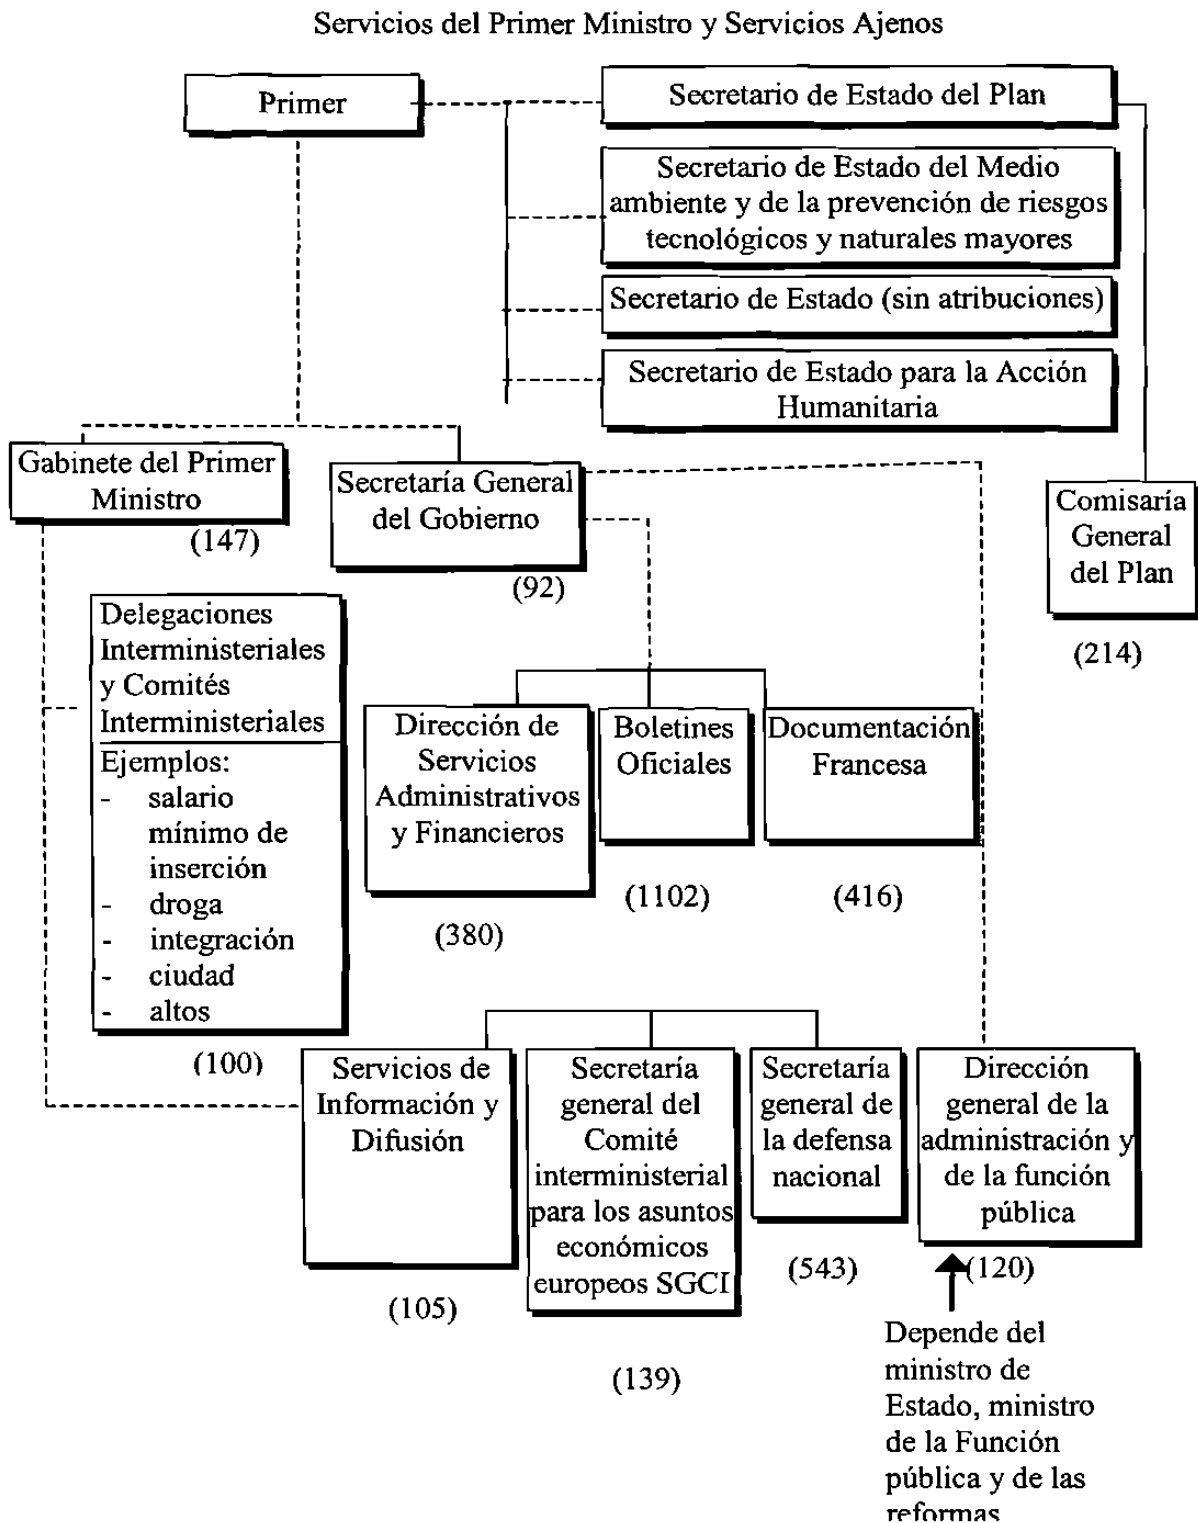 Servicios del Primer Ministro y Servicios Ajenos
Primer
Secretario de Estado del Plan
Secretario de Estado del Medio
ambiente y de la prevención de riesgos
tecnológicos y naturales mayores
Secretario de Estado (sin atribuciones)
Secretario de Estado para la Acción
Humanitaria
Gabinete del Primer
Ministro
(147)
Secretaría General
del Gobierno
(92)
Comisaría
General
del Plan
(214)
Delegaciones
Interministeriales
y Comités
Interministeriales
Ejemplos:
- salario
mínimo de
inserción
- droga
- integración
- ciudad
- altos
(100)
Dirección de
Servicios
Administrativos
y Financieros
(380)
Boletines
Oficiales
(1102)
Documentación
Francesa
(416)
Servicios de
Información y
Difusión
(105)
Secretaría
general del
Comité
interministerial
para los asuntos
económicos
europeos SGCI
(139)
Secretaría
general de
la defensa
nacional
(543)
Dirección
general de la
administración y
de la función
pública
(120)
Depende del
ministro de
Estado, ministro
de la Función
pública y de las
reformas